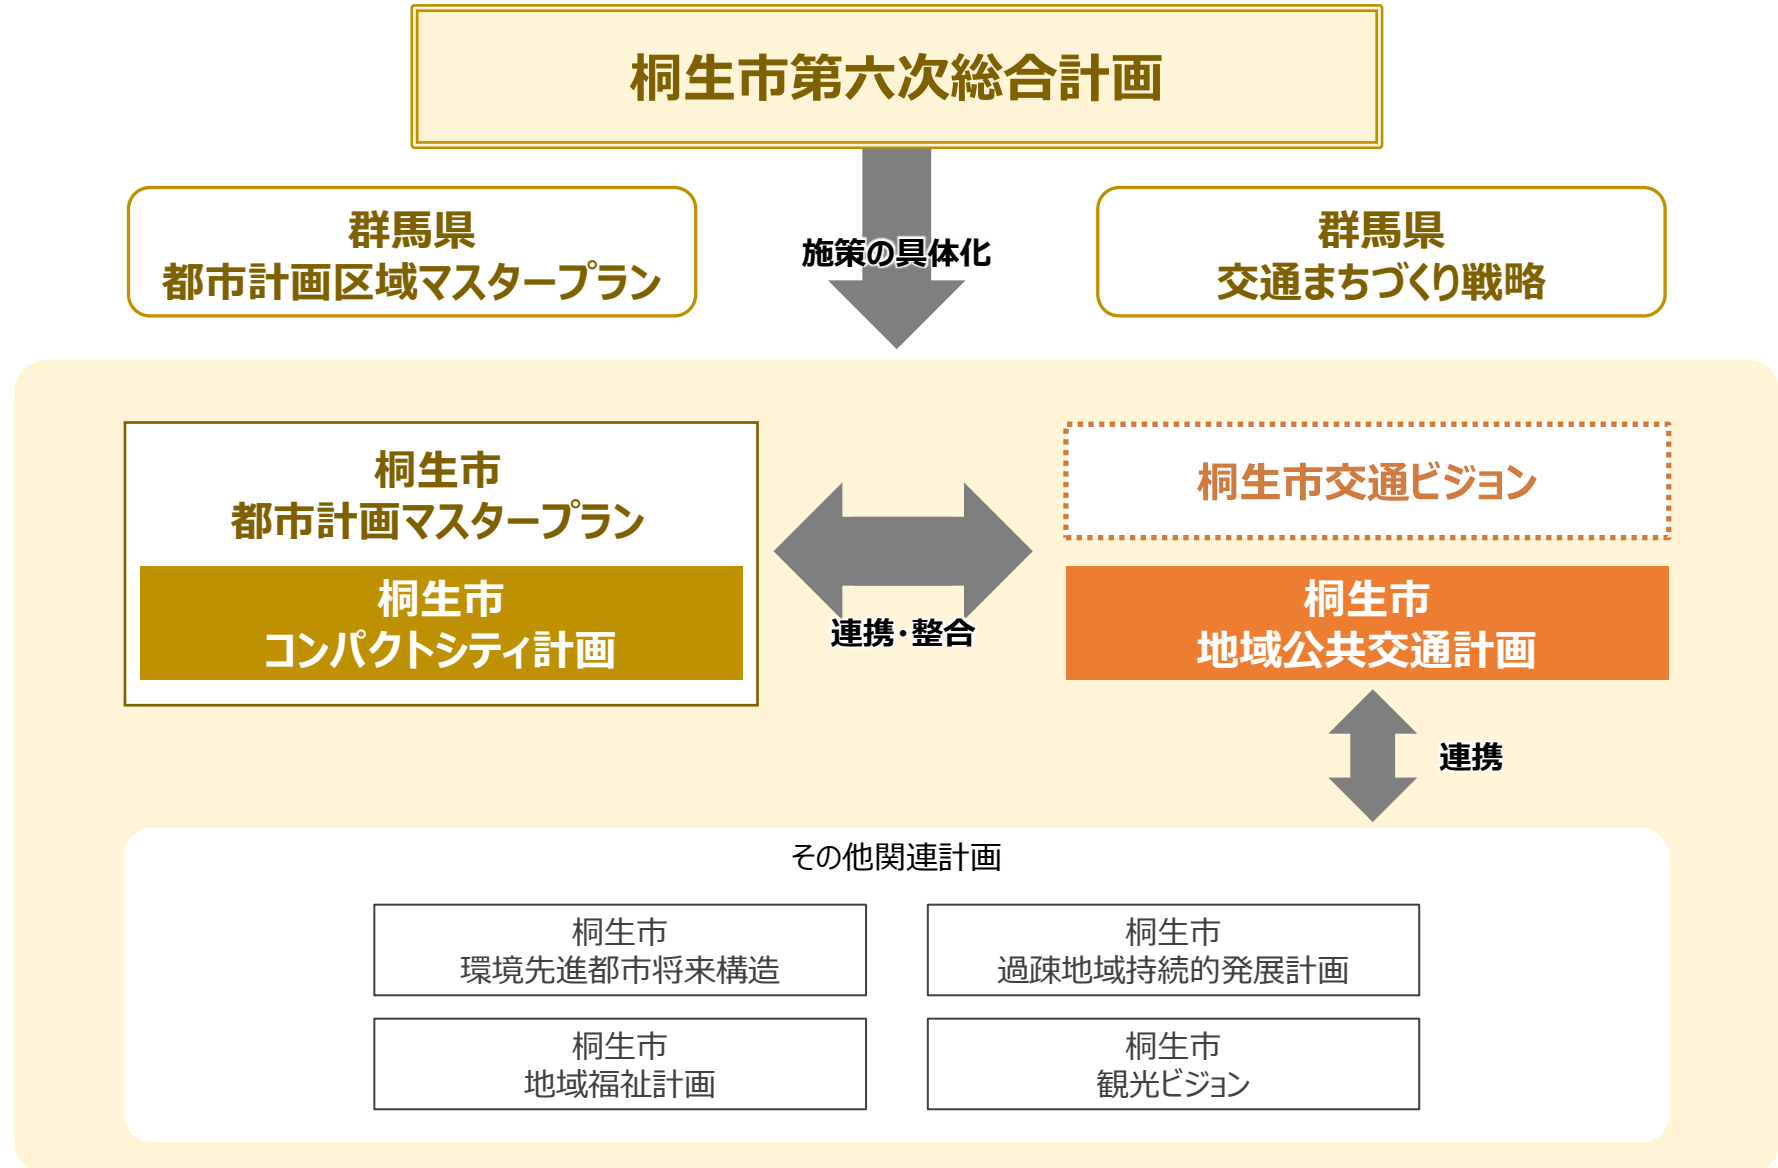 桐生市第六次総合計画
群馬県
都市計画区域マスタープラン
施策の具体化
群馬県
交通まちづくり戦略
桐生市
都市計画マスタープラン
桐生市
コンパクトシティ計画
連携・整合
桐生市交通ビジョン
桐生市
地域公共交通計画
連携
その他関連計画
桐生市
環境先進都市将来構造
桐生市
過疎地域持続的発展計画
桐生市
地域福祉計画
桐生市
観光ビジョン